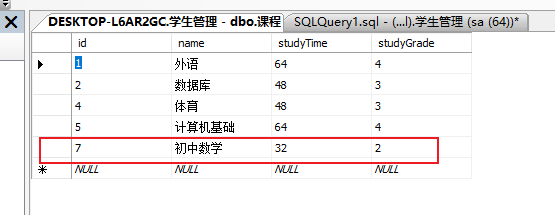 DESKTOP-L6AR2GC.学生管理 - dbo.课程 SQLQuery1.sql - (...l).学生管理 (sa (64))*
id name studyTime studyGrade
1 外语 64 4
2 数据库 48 3
4 体育 48 3
5 计算机基础 64 4
7 初中数学 32 2
NULL NULL NULL NULL